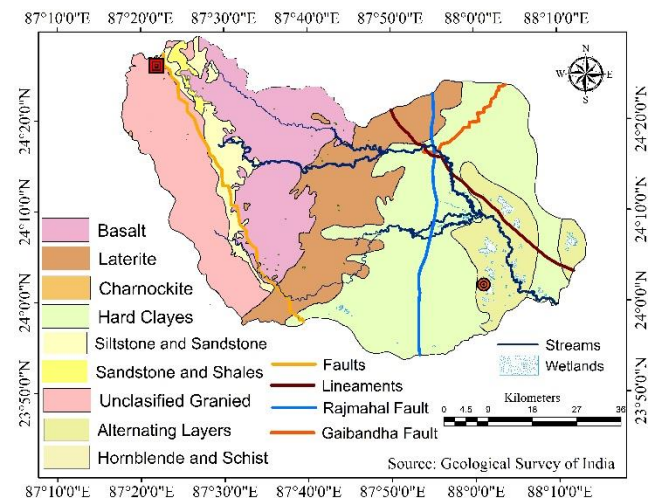 87°10'0"E 87°20'0"E 87°30'0"E 87°40'0"E 87°50'0"E 88°0'0"E 88°10'0"E
N
W E
S
24°20'0"N 24°20'0"N
24°10'0"N 24°10'0"N
24°0'0"N 24°0'0"N
23°50'0"N 23°50'0"N
Basalt
Laterite
Charnockite
Hard Clayes
Siltstone and Sandstone
Sandstone and Shales
Unclassified Granied
Alternating Layers
Hornblende and Schist
Faults
Lineaments
Rajmahal Fault
Gaibandha Fault
Streams
Wetlands
Kilometers
0 4.5 9 18 27 36
Source: Geological Survey of India
87°10'0"E 87°20'0"E 87°30'0"E 87°40'0"E 87°50'0"E 88°0'0"E 88°10'0"E